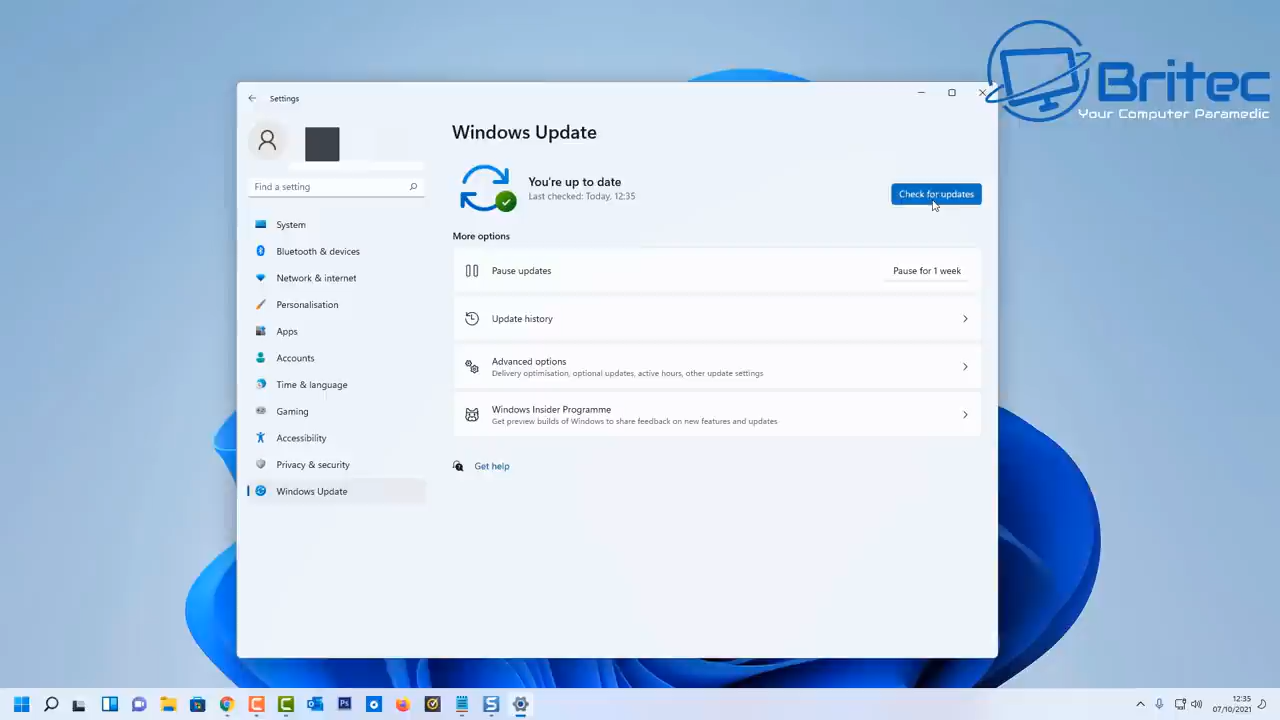 Britec
Your Computer Paramedic
Settings
Find a setting
System
Bluetooth & devices
Network & internet
Personalisation
Apps
Accounts
Time & language
Gaming
Accessibility
Privacy & security
Windows Update
Windows Update
You're up to date
Last checked: Today, 12:35
Check for updates
More options
Pause updates
Pause for 1 week
Update history
Advanced options
Delivery optimisation, optional updates, active hours, other update settings
Windows Insider Programme
Get preview builds of Windows to share feedback on new features and updates
Get help
Ps
S
12:35
07/10/2021